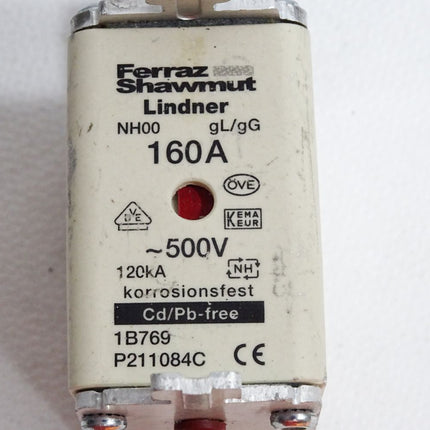 Ferraz
Shawmut
Lindner
NH00 gL/gG
160A
ÖVE
VDE
KEMA
KEUR
~500V
120kA NH
korrosionsfest
Cd/Pb-free
1B769
P211084C CE